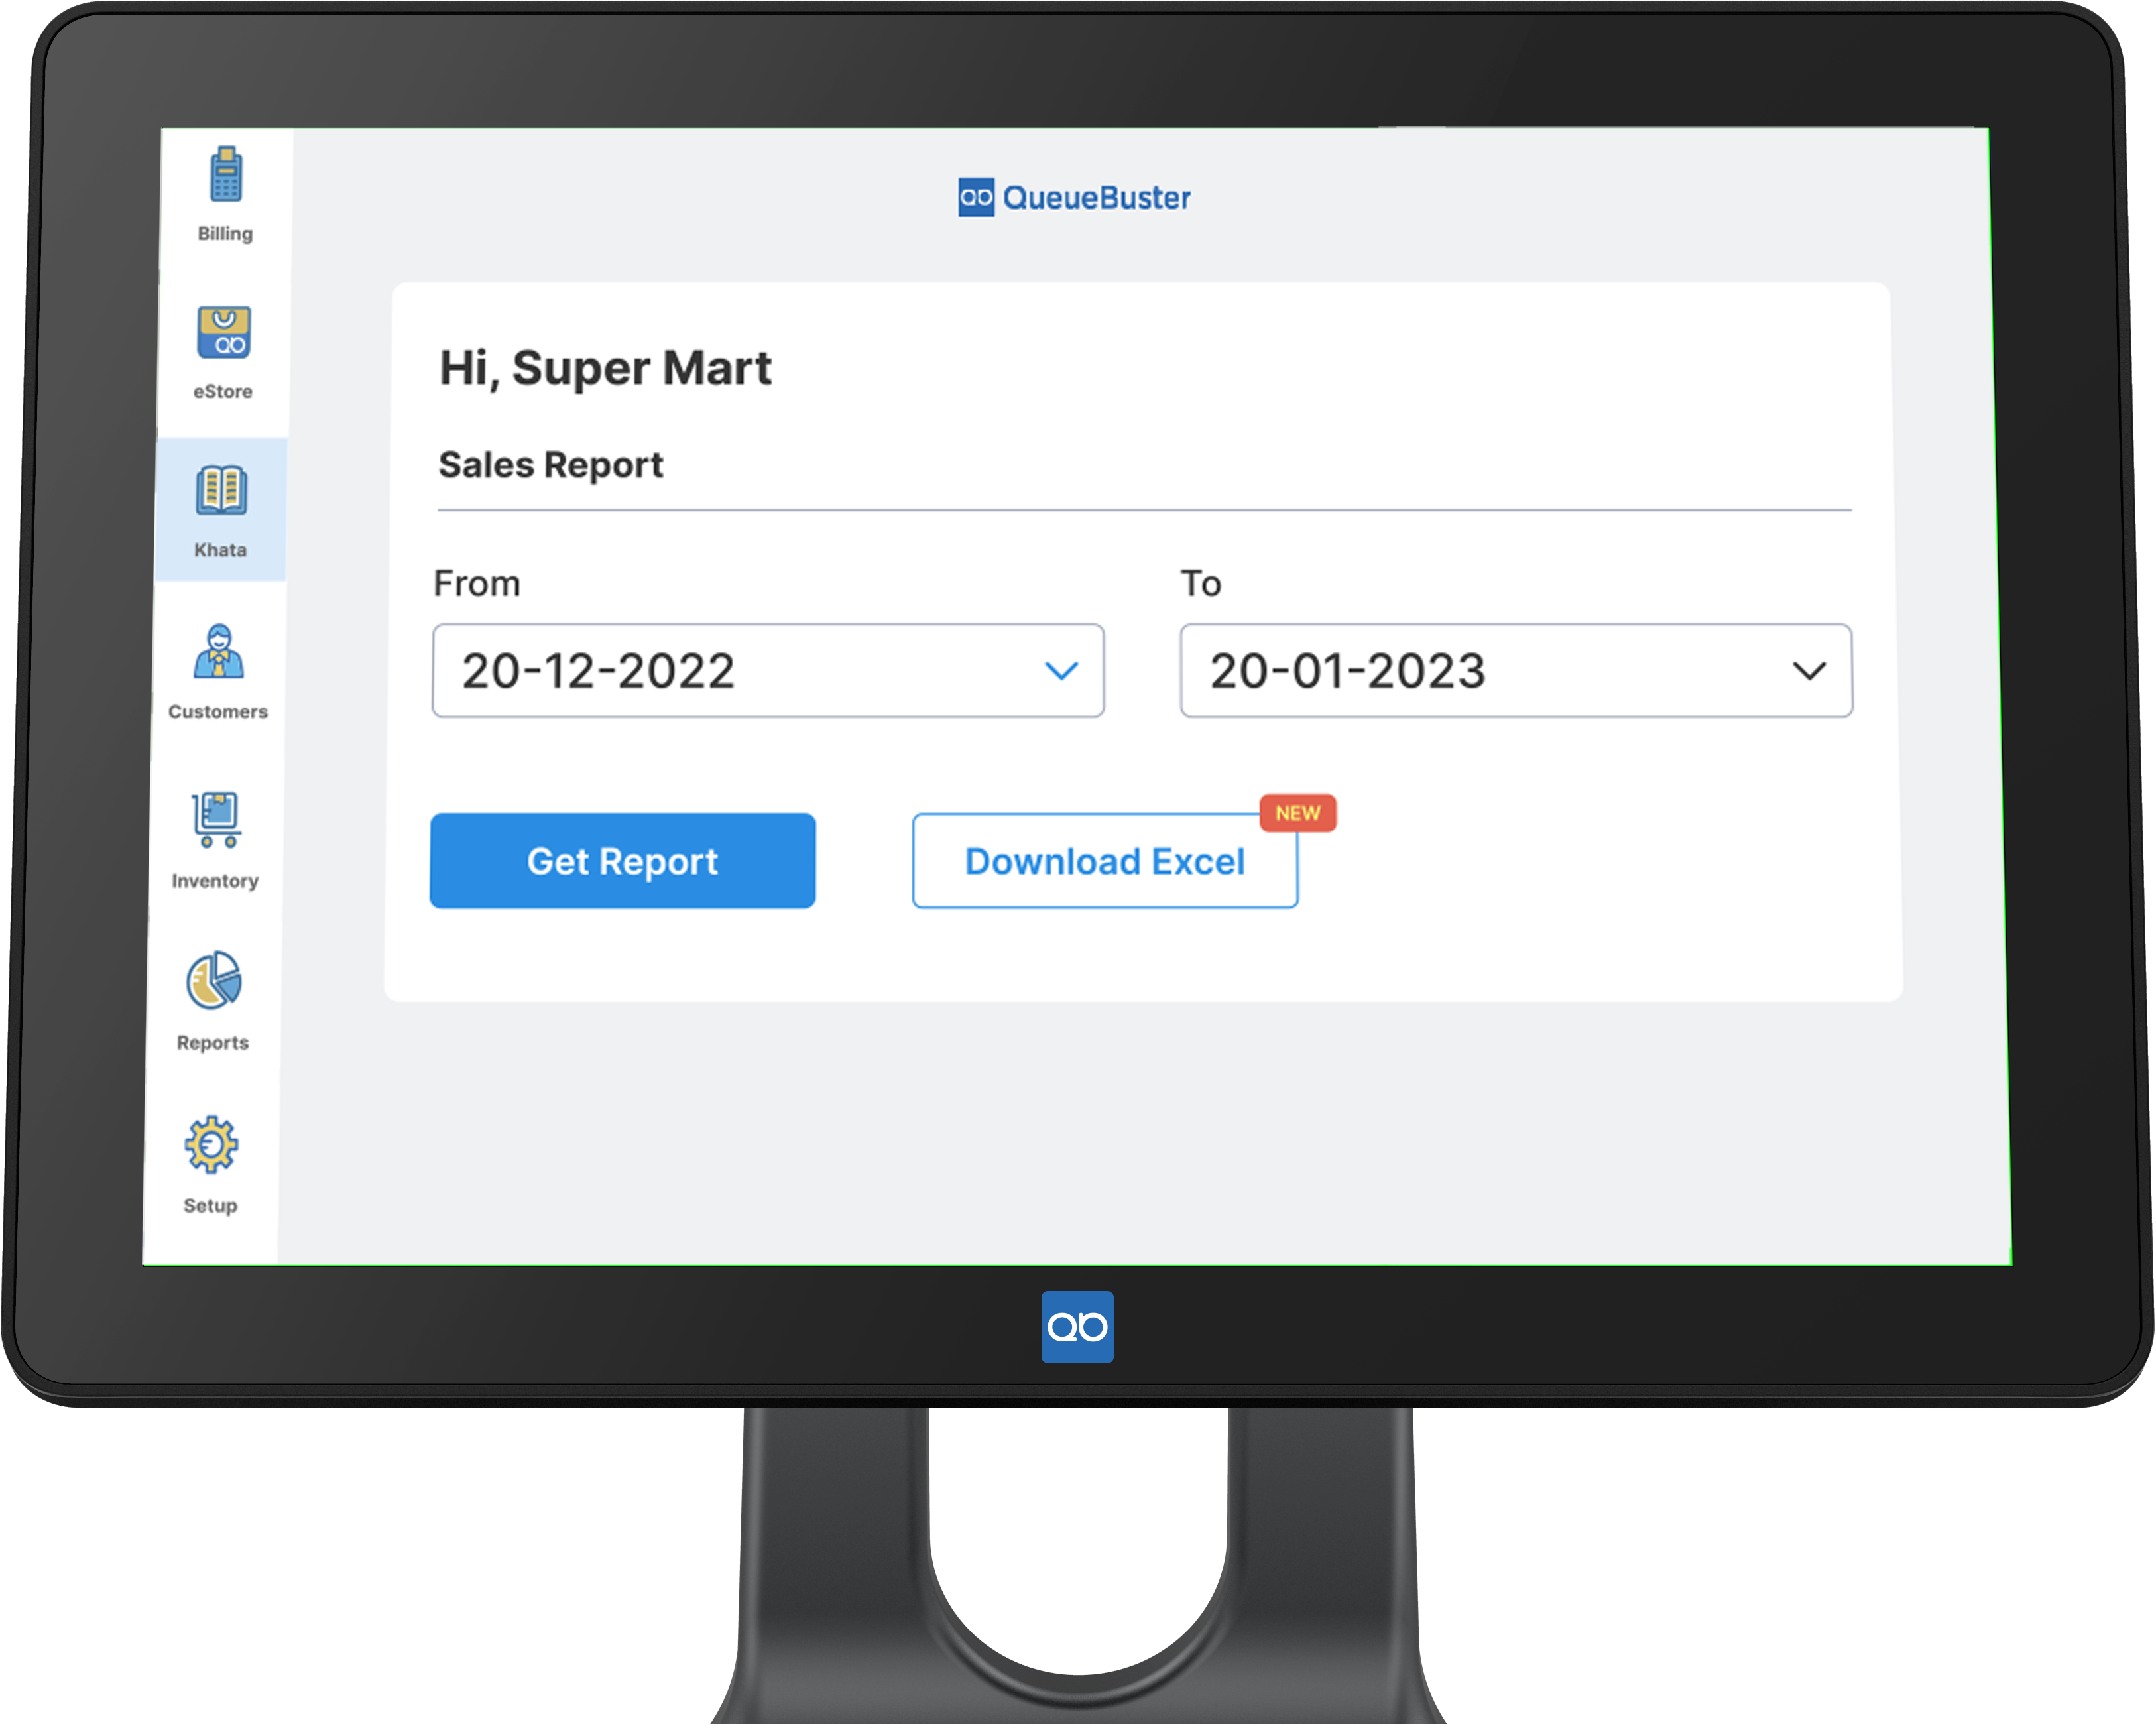 QueueBuster
Billing
eStore
Khata
Customers
Inventory
Reports
Setup
Hi, Super Mart
Sales Report
From
To
20-12-2022
20-01-2023
NEW
Get Report
Download Excel